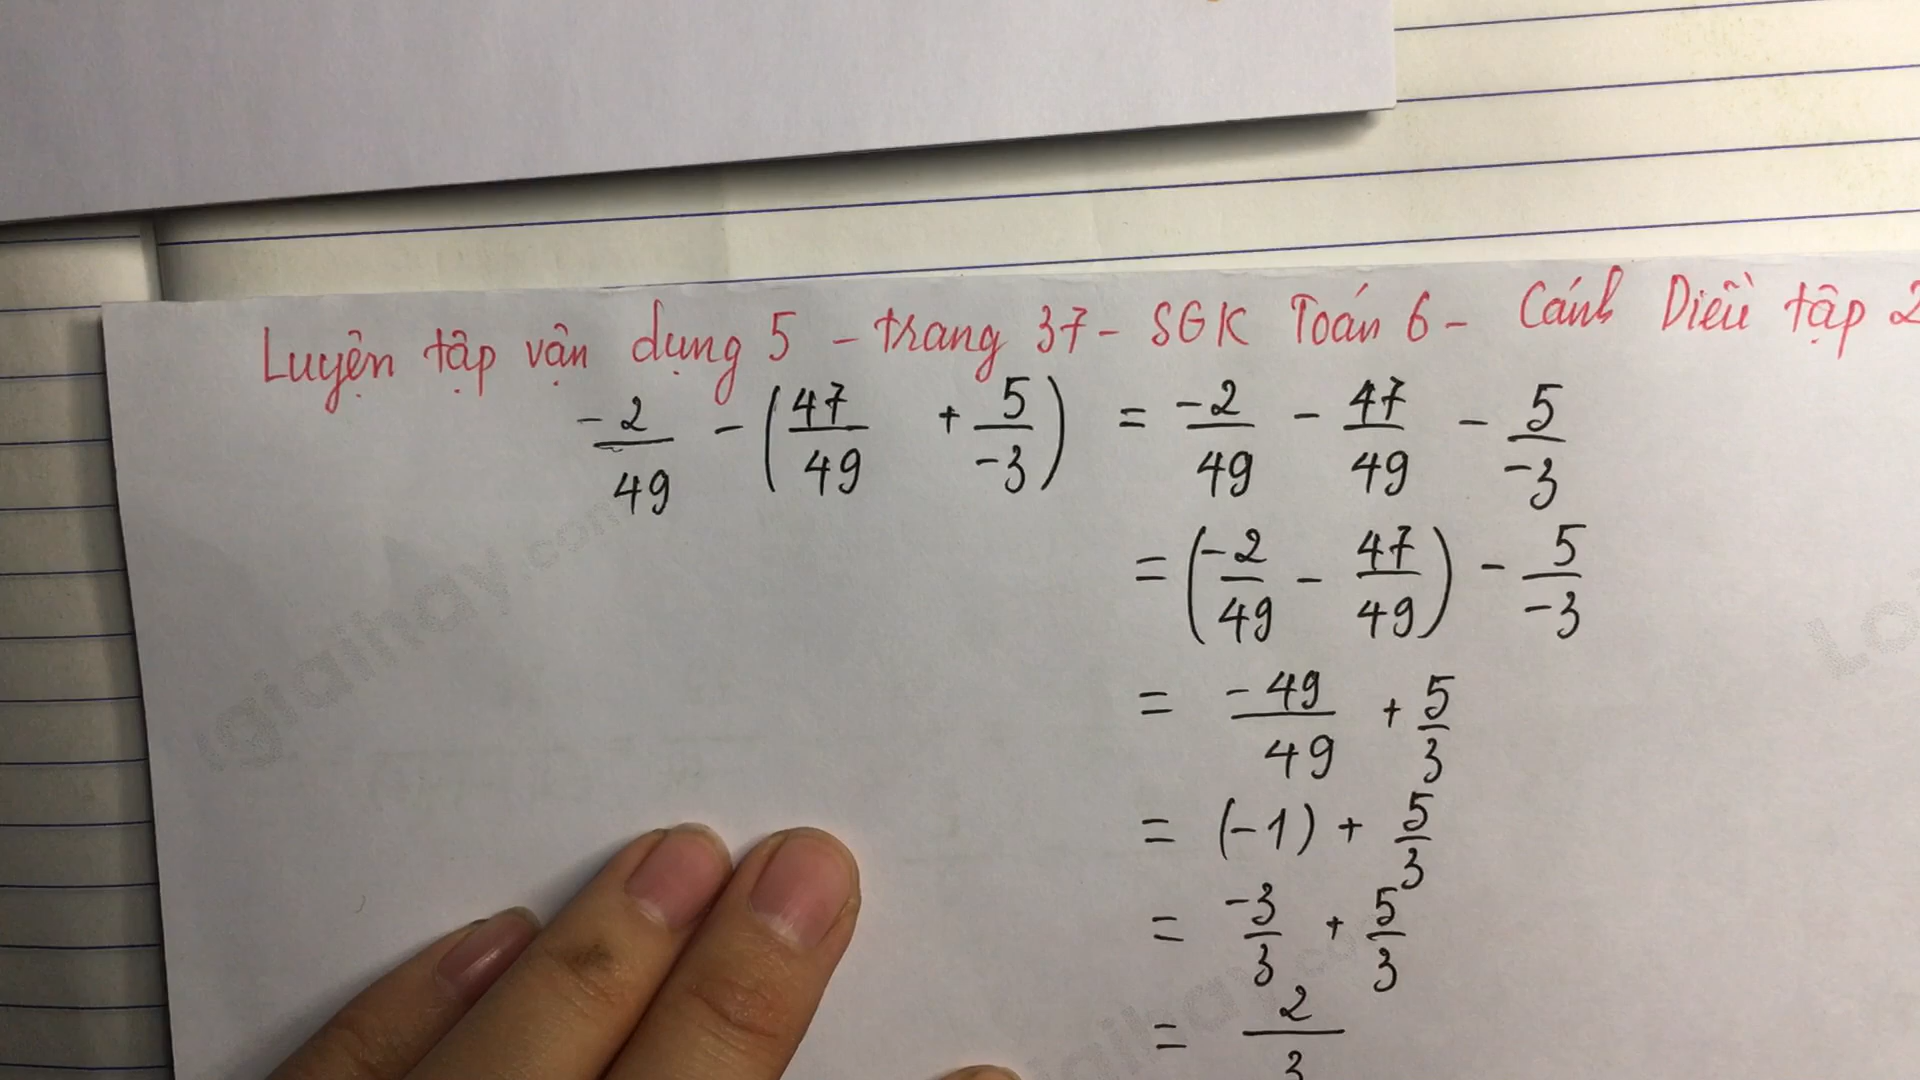 Luyện tập vận dụng 5 - trang 37 - SGK Toán 6 - Cánh Diều tập 2
-2/49 - (47/49 + 5/-3) = -2/49 - 47/49 - 5/-3
= (-2/49 - 47/49) - 5/-3
= -49/49 + 5/3
= (-1) + 5/3
= -3/3 + 5/3
= 2/3